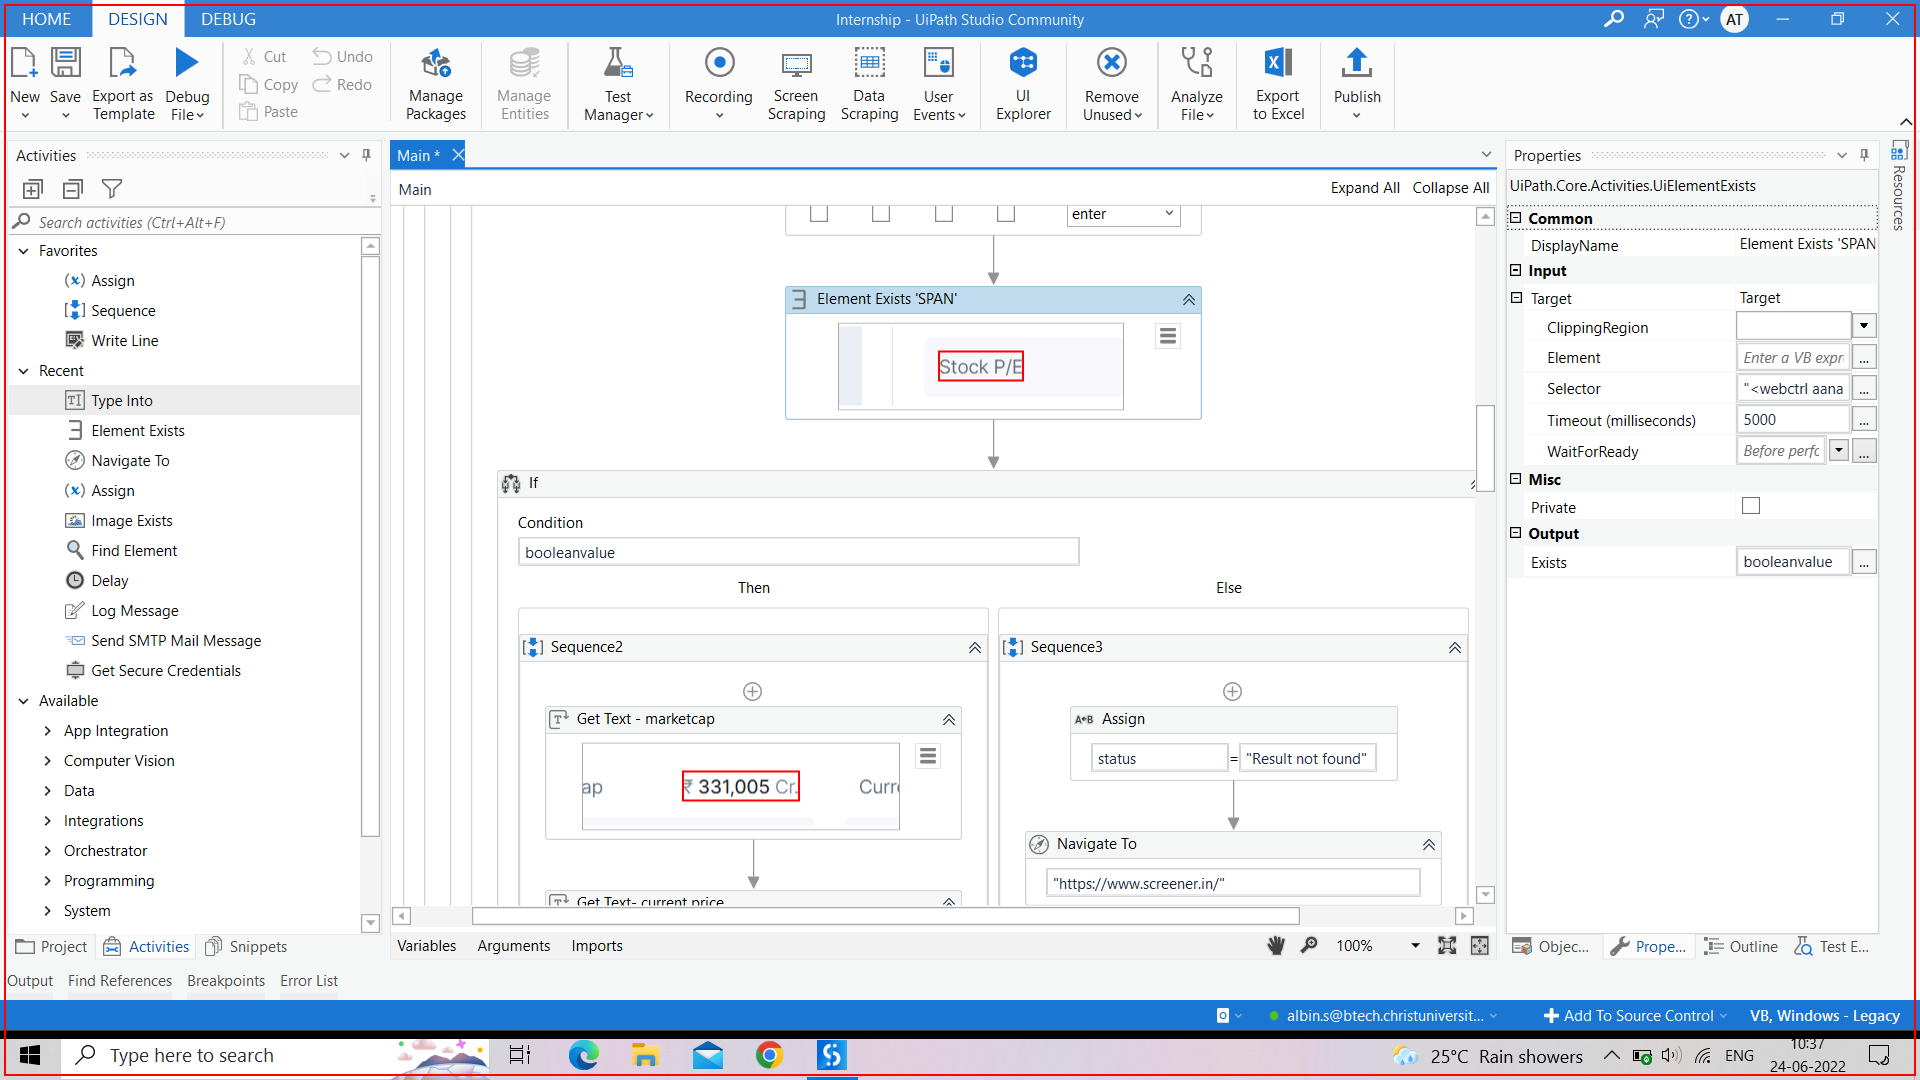 HOME DESIGN DEBUG Internship - UiPath Studio Community AT
New Save Export as Template Debug File
Cut Copy Paste Undo Redo
Manage Packages Manage Entities Test Manager Recording Screen Scraping Data Scraping User Events UI Explorer Remove Unused Analyze File Export to Excel Publish
Activities
Search activities (Ctrl+Alt+F)
Favorites
Assign
Sequence
Write Line
Recent
Type Into
Element Exists
Navigate To
Assign
Image Exists
Find Element
Delay
Log Message
Send SMTP Mail Message
Get Secure Credentials
Available
App Integration
Computer Vision
Data
Integrations
Orchestrator
Programming
System
Project Activities Snippets
Main *
Main Expand All Collapse All
enter
Element Exists 'SPAN'
Stock P/E
If
Condition
booleanvalue
Then Else
Sequence2 Sequence3
Get Text - marketcap
ap ₹ 331,005 Cr. Curr
Get Text- current price
A+B Assign
status = "Result not found"
Navigate To
"https://www.screener.in/"
Variables Arguments Imports 100%
Properties
UiPath.Core.Activities.UiElementExists
Common
DisplayName Element Exists 'SPAN
Input
Target Target
ClippingRegion
Element Enter a VB expr ...
Selector "<webctrl aana ...
Timeout (milliseconds) 5000 ...
WaitForReady Before perfc ...
Misc
Private
Output
Exists booleanvalue ...
Objec... Prope... Outline Test E...
Resources
Output Find References Breakpoints Error List
albin.s@btech.christuniversit... Add To Source Control VB, Windows - Legacy
Type here to search 25°C Rain showers ENG 10:37
24-06-2022